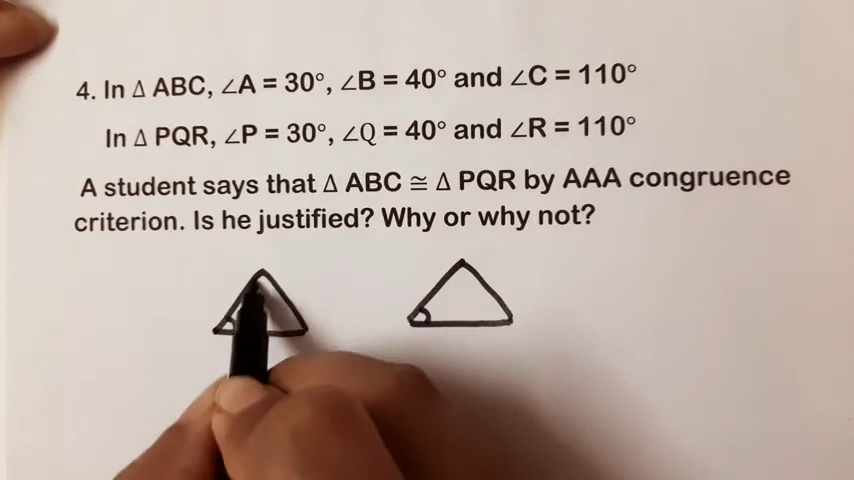 4. In Δ ABC, ∠A = 30°, ∠B = 40° and ∠C = 110°
In Δ PQR, ∠P = 30°, ∠Q = 40° and ∠R = 110°
A student says that Δ ABC ≅ Δ PQR by AAA congruence
criterion. Is he justified? Why or why not?